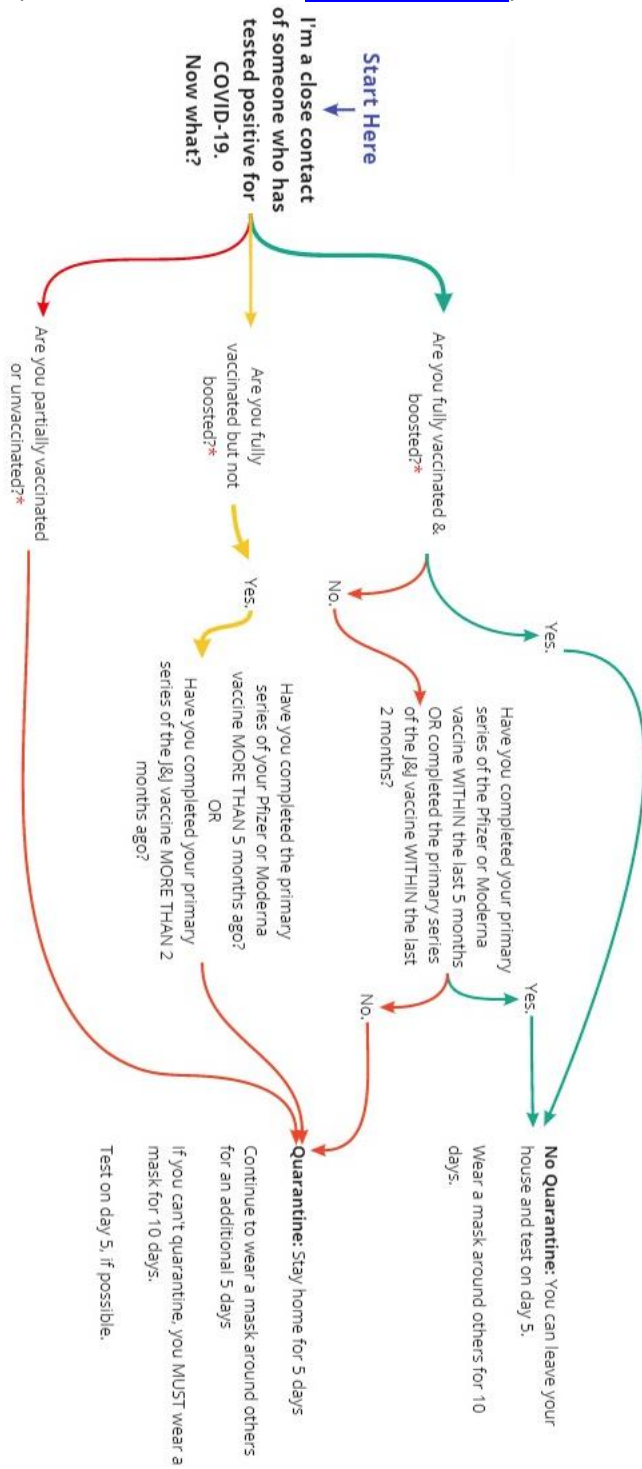 Start Here
I'm a close contact
of someone who has
tested positive for
COVID-19.
Now what?
Are you fully vaccinated &
boosted?*
Yes.
No.
Have you completed your primary
series of the Pfizer or Moderna
vaccine WITHIN the last 5 months
OR completed the primary series
of the J&J vaccine WITHIN the last
2 months?
Yes.
No.
Are you fully
vaccinated but not
boosted?*
Yes.
Have you completed the primary
series of your Pfizer or Moderna
vaccine MORE THAN 5 months ago?
OR
Have you completed your primary
series of the J&J vaccine MORE THAN 2
months ago?
Are you partially vaccinated
or unvaccinated?*
No Quarantine: You can leave your
house and test on day 5.
Wear a mask around others for 10
days.
Quarantine: Stay home for 5 days
Continue to wear a mask around others
for an additional 5 days
If you can't quarantine, you MUST wear a
mask for 10 days.
Test on day 5, if possible.